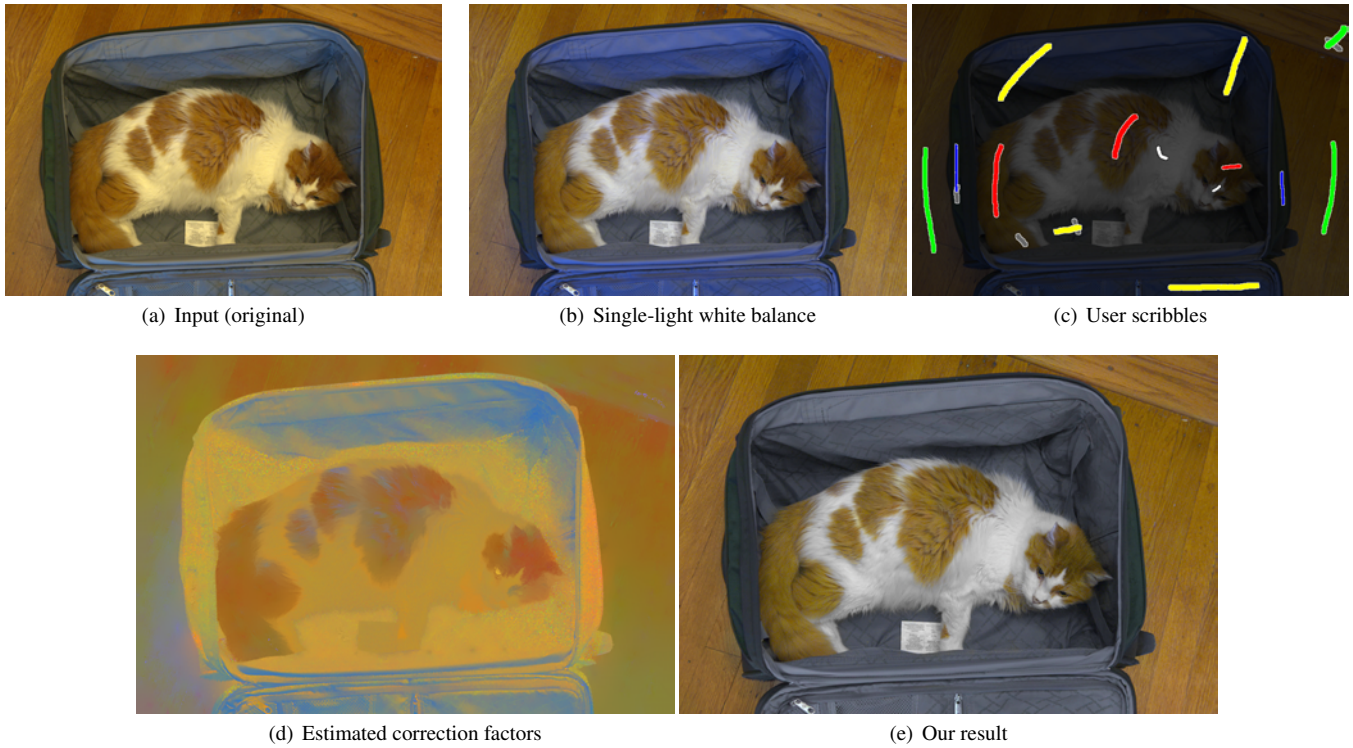 (a) Input (original)
(b) Single-light white balance
(c) User scribbles
(d) Estimated correction factors
(e) Our result